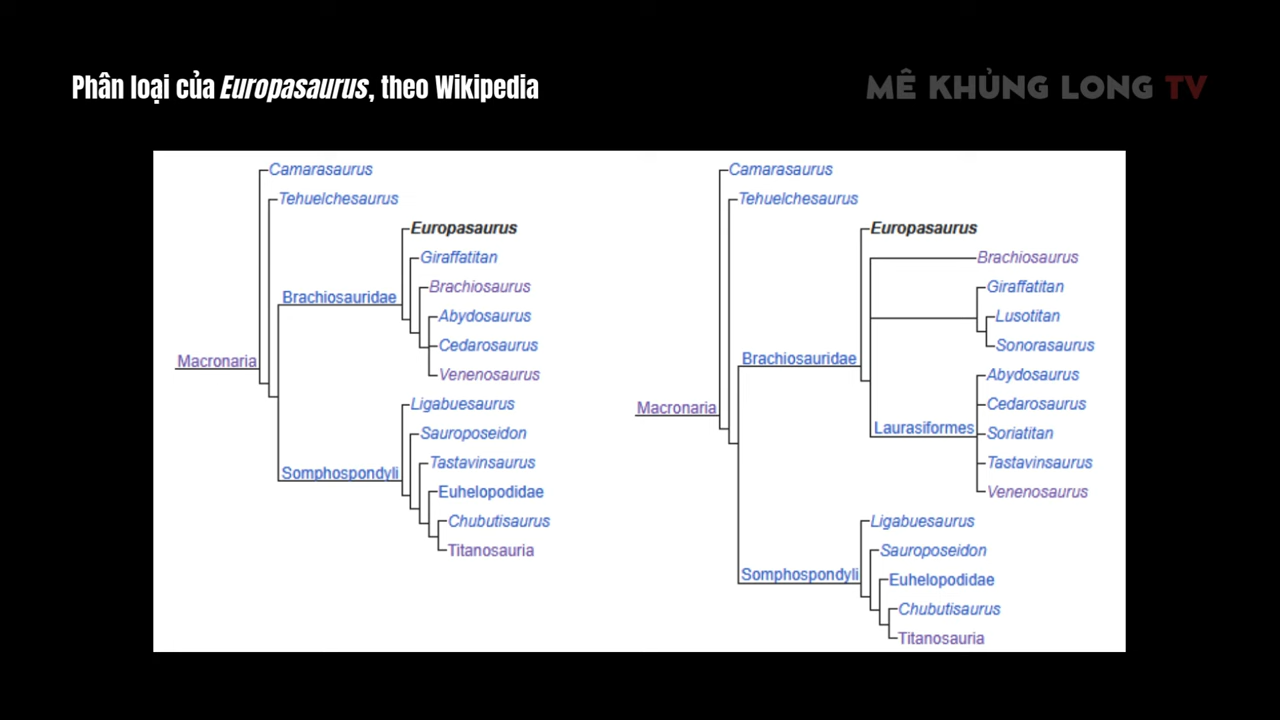 Phân loại của Europasaurus, theo Wikipedia
MÊ KHỦNG LONG TV
Camarasaurus
Tehuelchesaurus
Europasaurus
Giraffatitan
Brachiosaurus
Brachiosauridae
Abydosaurus
Cedarosaurus
Macronaria
Venenosaurus
Ligabuesaurus
Sauroposeidon
Tastavinsaurus
Somphospondyli
Euhelopodidae
Chubutisaurus
Titanosauria
Camarasaurus
Tehuelchesaurus
Europasaurus
Brachiosaurus
Giraffatitan
Lusotitan
Sonorasaurus
Brachiosauridae
Abydosaurus
Cedarosaurus
Macronaria
Laurasiformes
Soriatitan
Tastavinsaurus
Venenosaurus
Ligabuesaurus
Sauroposeidon
Somphospondyli
Euhelopodidae
Chubutisaurus
Titanosauria